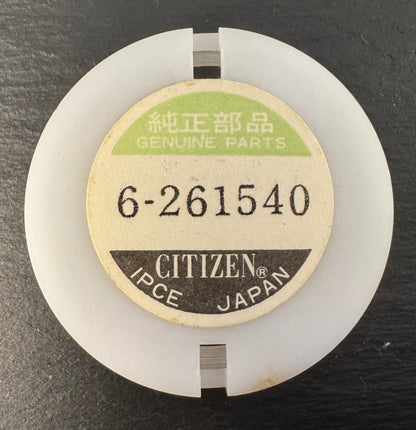 純正部品
GENUINE PARTS
6-261540
CITIZEN®
IPCE JAPAN